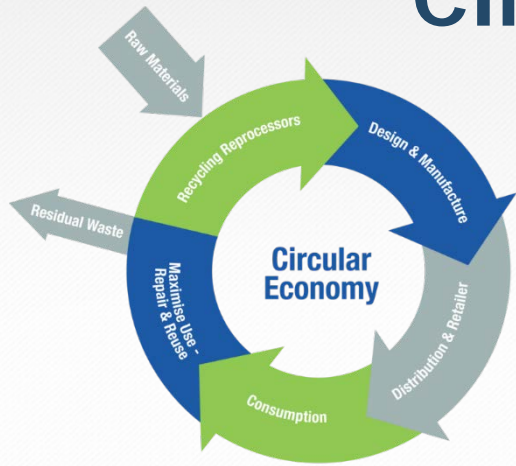 Raw Materials
Recycling Reprocessors
Design & Manufacture
Residual Waste
Circular
Economy
Maximise Use -
Repair & Reuse
Distribution & Retailer
Consumption